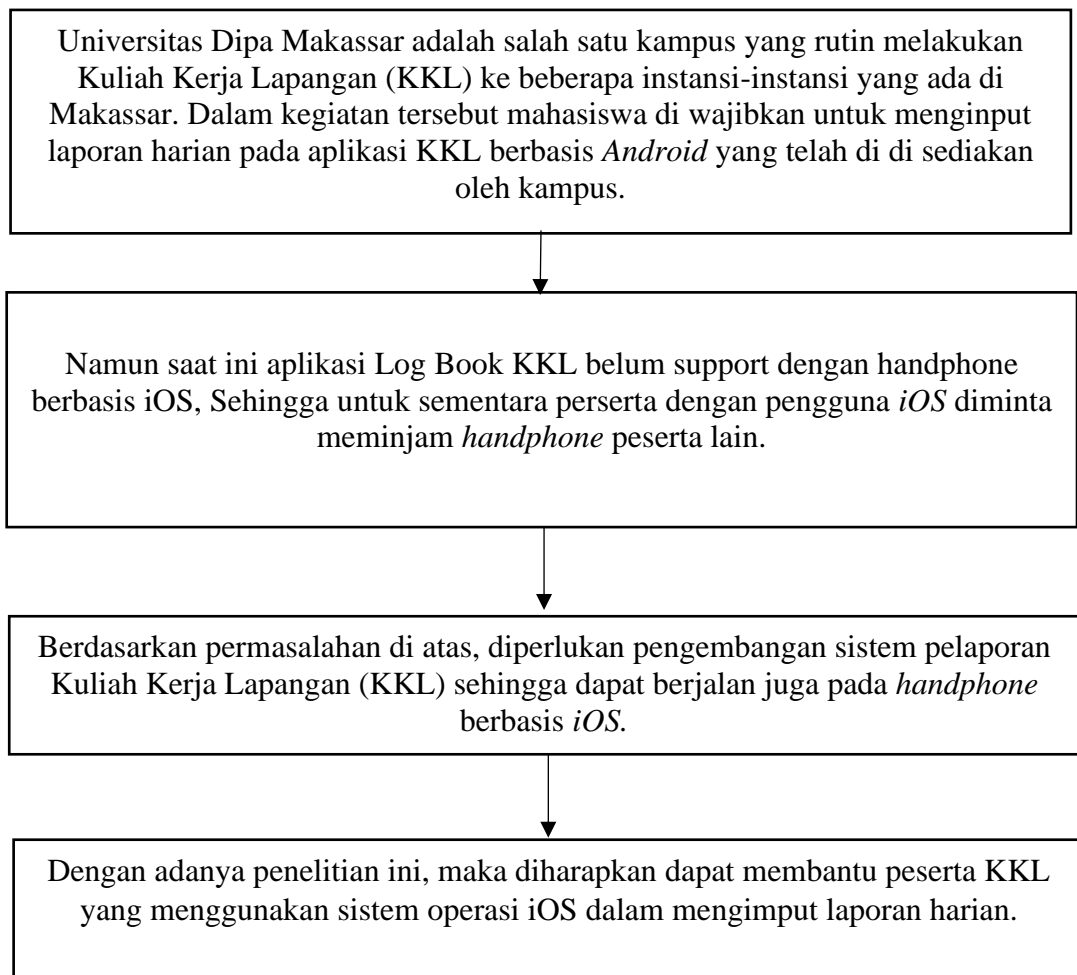 Universitas Dipa Makassar adalah salah satu kampus yang rutin melakukan
Kuliah Kerja Lapangan (KKL) ke beberapa instansi-instansi yang ada di
Makassar. Dalam kegiatan tersebut mahasiswa di wajibkan untuk menginput
laporan harian pada aplikasi KKL berbasis Android yang telah di di sediakan
oleh kampus.
Namun saat ini aplikasi Log Book KKL belum support dengan handphone
berbasis iOS, Sehingga untuk sementara perserta dengan pengguna iOS diminta
meminjam handphone peserta lain.
Berdasarkan permasalahan di atas, diperlukan pengembangan sistem pelaporan
Kuliah Kerja Lapangan (KKL) sehingga dapat berjalan juga pada handphone
berbasis iOS.
Dengan adanya penelitian ini, maka diharapkan dapat membantu peserta KKL
yang menggunakan sistem operasi iOS dalam mengimput laporan harian.